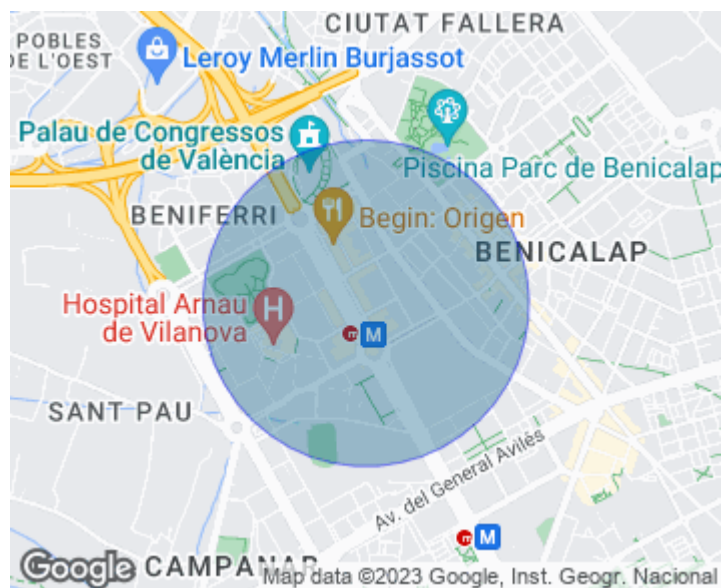 CIUTAT FALLERA
POBLES
DE L'OEST
Leroy Merlin Burjassot
Palau de Congressos
de València
Piscina Parc de Benicalap
BENIFERRI
Begin: Origen
BENICALAP
Hospital Arnau
de Vilanova
H
M
SANT PAU
Av. del General Avilés
M
Google
CAMPANAR
Map data ©2023 Google, Inst. Geogr. Nacional